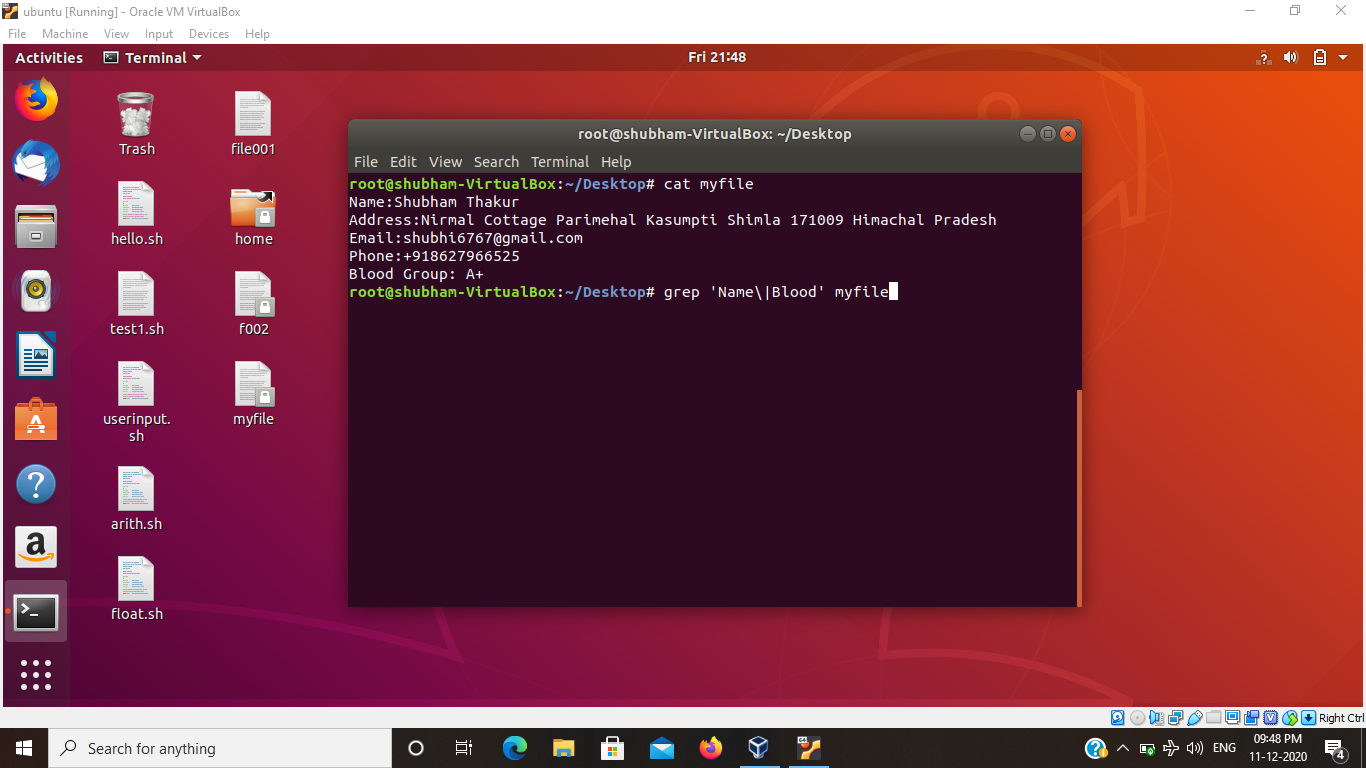 ubuntu [Running] - Oracle VM VirtualBox
File Machine View Input Devices Help
Activities Terminal Fri 21:48
Trash
file001
hello.sh
home
test1.sh
f002
userinput.
sh
myfile
arith.sh
float.sh
root@shubham-VirtualBox: ~/Desktop
File Edit View Search Terminal Help
root@shubham-VirtualBox:~/Desktop# cat myfile
Name:Shubham Thakur
Address:Nirmal Cottage Parimehal Kasumpti Shimla 171009 Himachal Pradesh
Email:shubhi6767@gmail.com
Phone:+918627966525
Blood Group: A+
root@shubham-VirtualBox:~/Desktop# grep 'Name\|Blood' myfile
Right Ctrl
Search for anything
ENG
09:48 PM
11-12-2020
4